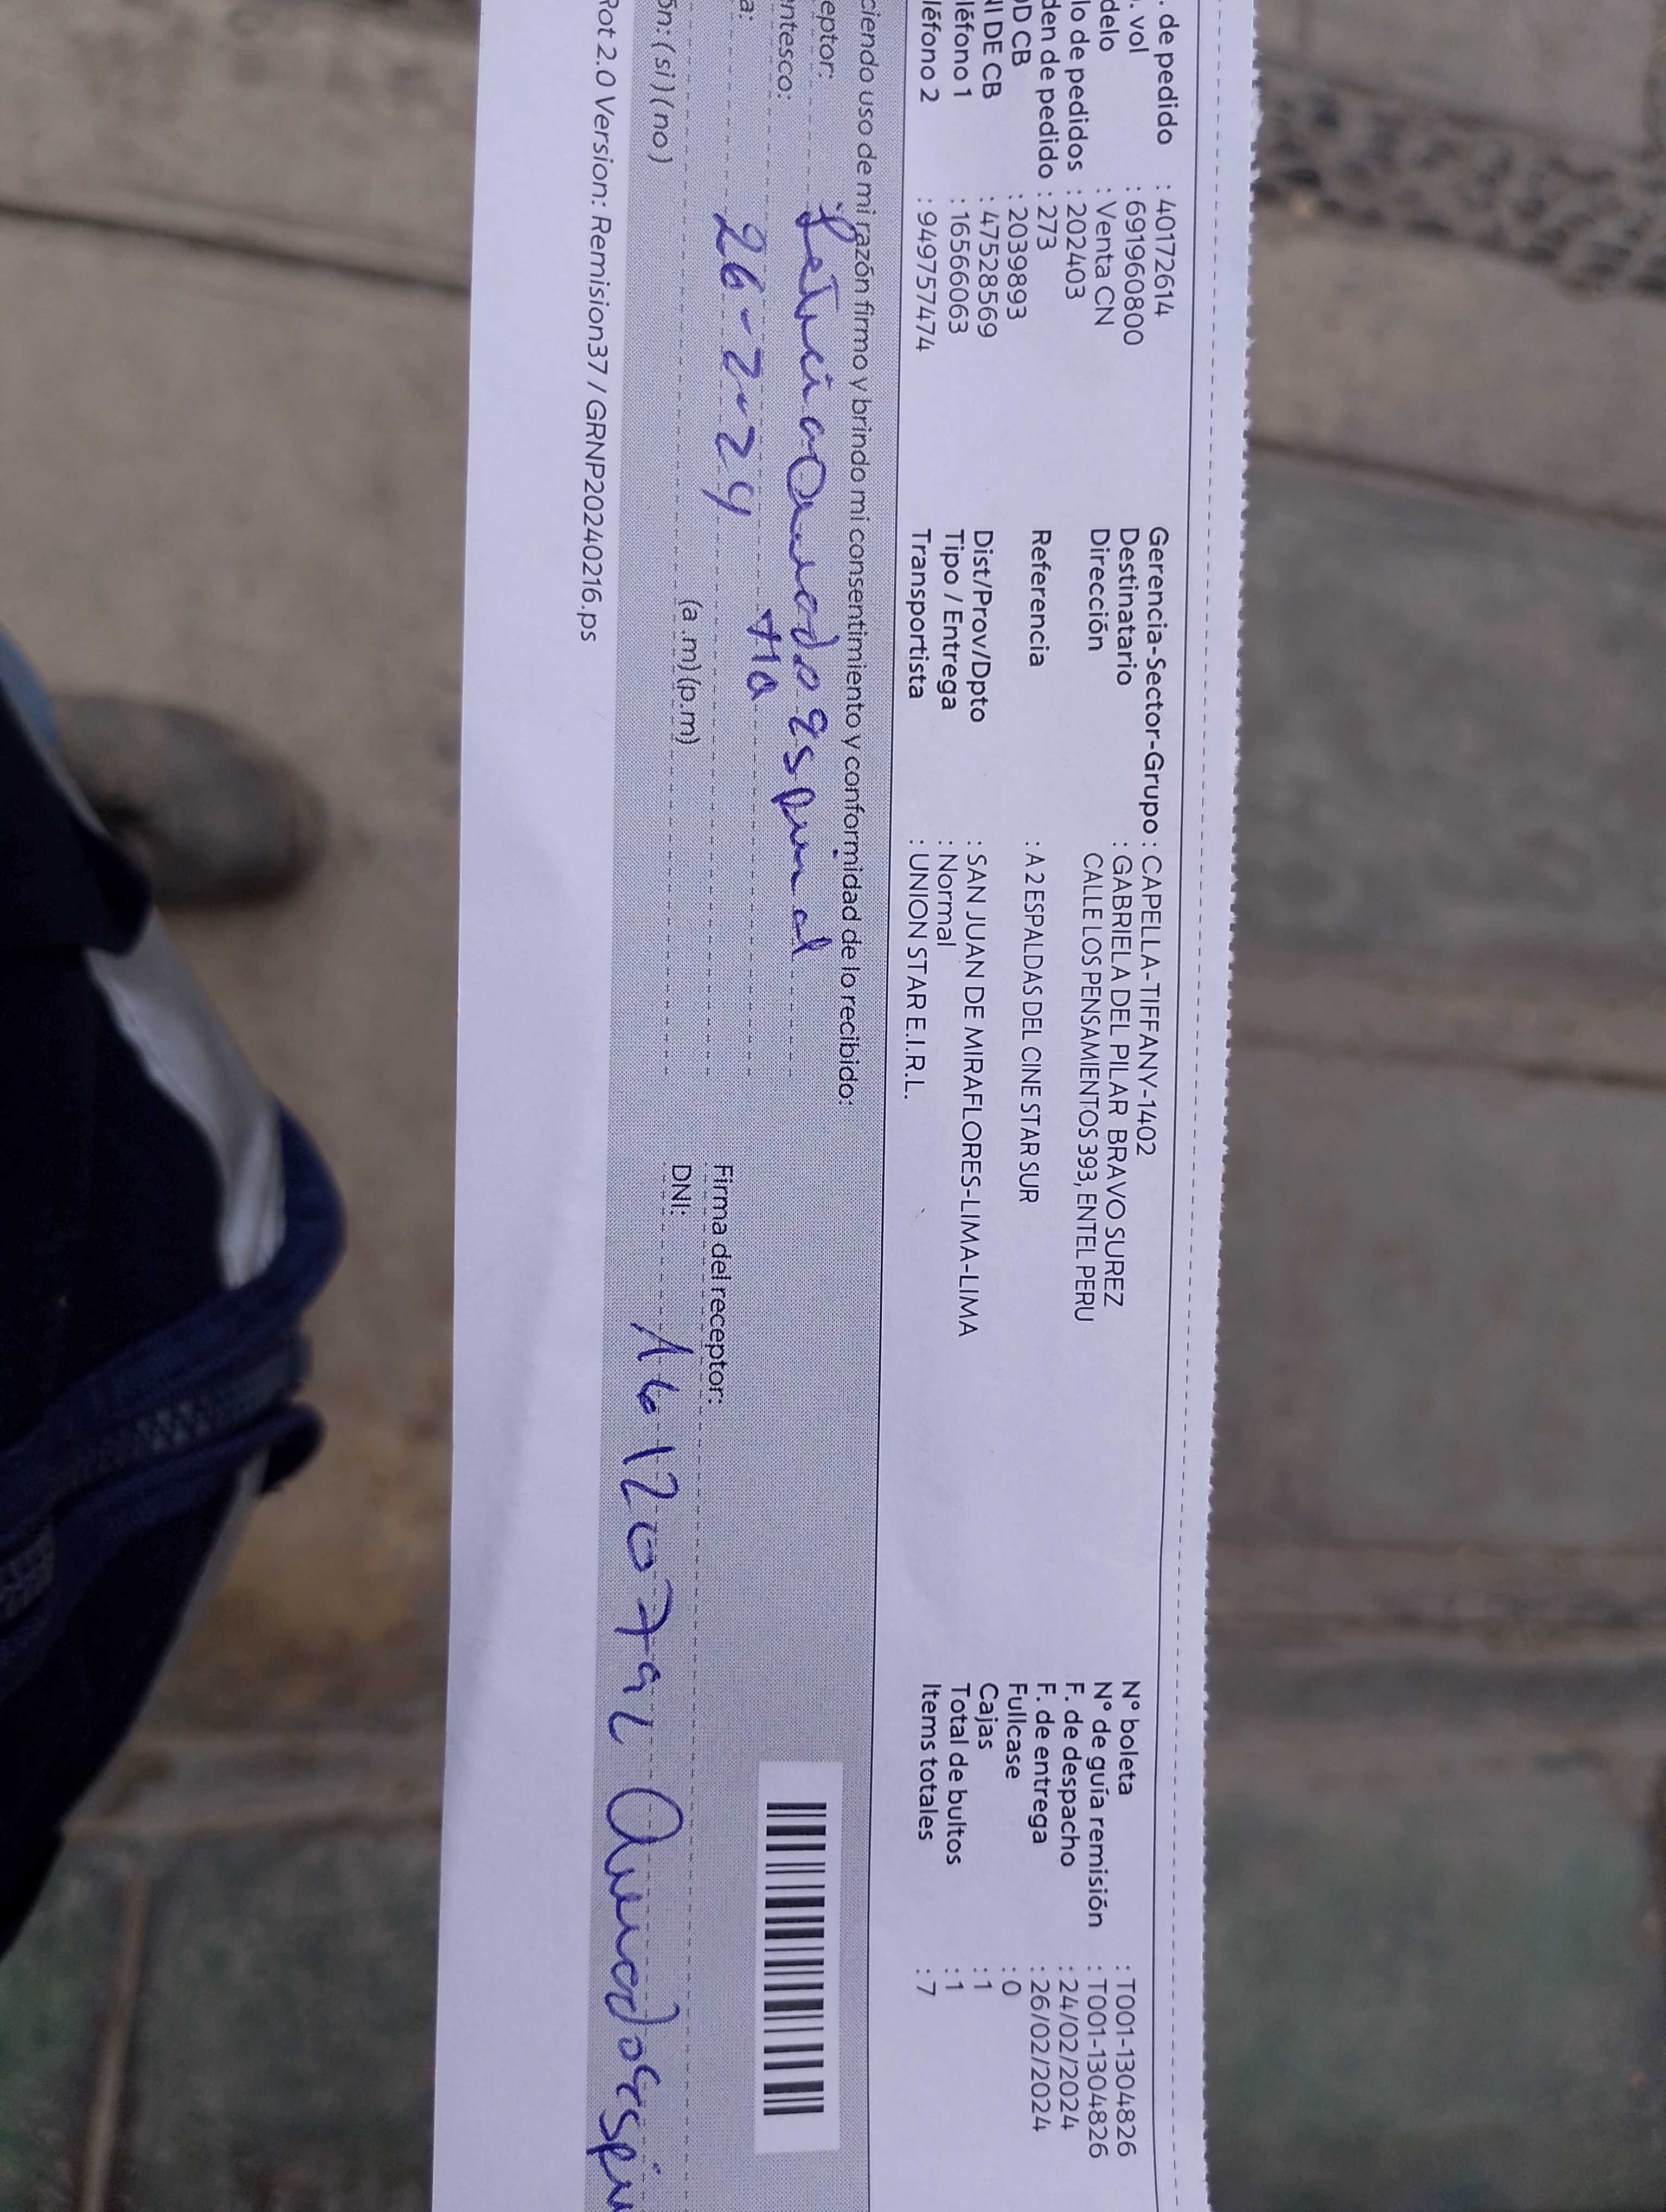 . de pedido : 40172614
. vol : 6919960800
delo : Venta CN
lo de pedidos : 202403
den de pedido : 273
OD CB : 2039893
NI DE CB : 47528569
léfono 1 : 16566063
léfono 2 : 949757474
Gerencia-Sector-Grupo : CAPELLA-TIFFANY-1402
Destinatario : GABRIELA DEL PILAR BRAVO SUREZ
Dirección CALLE LOS PENSAMIENTOS 393, ENTEL PERU
Referencia : A 2 ESPALDAS DEL CINE STAR SUR
Dist/Prov/Dpto : SAN JUAN DE MIRAFLORES-LIMA-LIMA
Tipo / Entrega : Normal
Transportista : UNION STAR E.I.R.L.
N° boleta : T001-1304826
N° de guía remisión : T001-1304826
F. de despacho : 24/02/2024
F. de entrega : 26/02/2024
Fullcase : 0
Cajas : 1
Total de bultos : 1
Items totales : 7
ciendo uso de mi razón firmo y brindo mi consentimiento y conformidad de lo recibido:
eptor: Espinal
ntesco: tia
a: 26-2-24
ón: (si) (no) (a.m)(p.m)
Firma del receptor:
DNI:
Rot 2.0 Version: Remision37 / GRNP20240216.ps